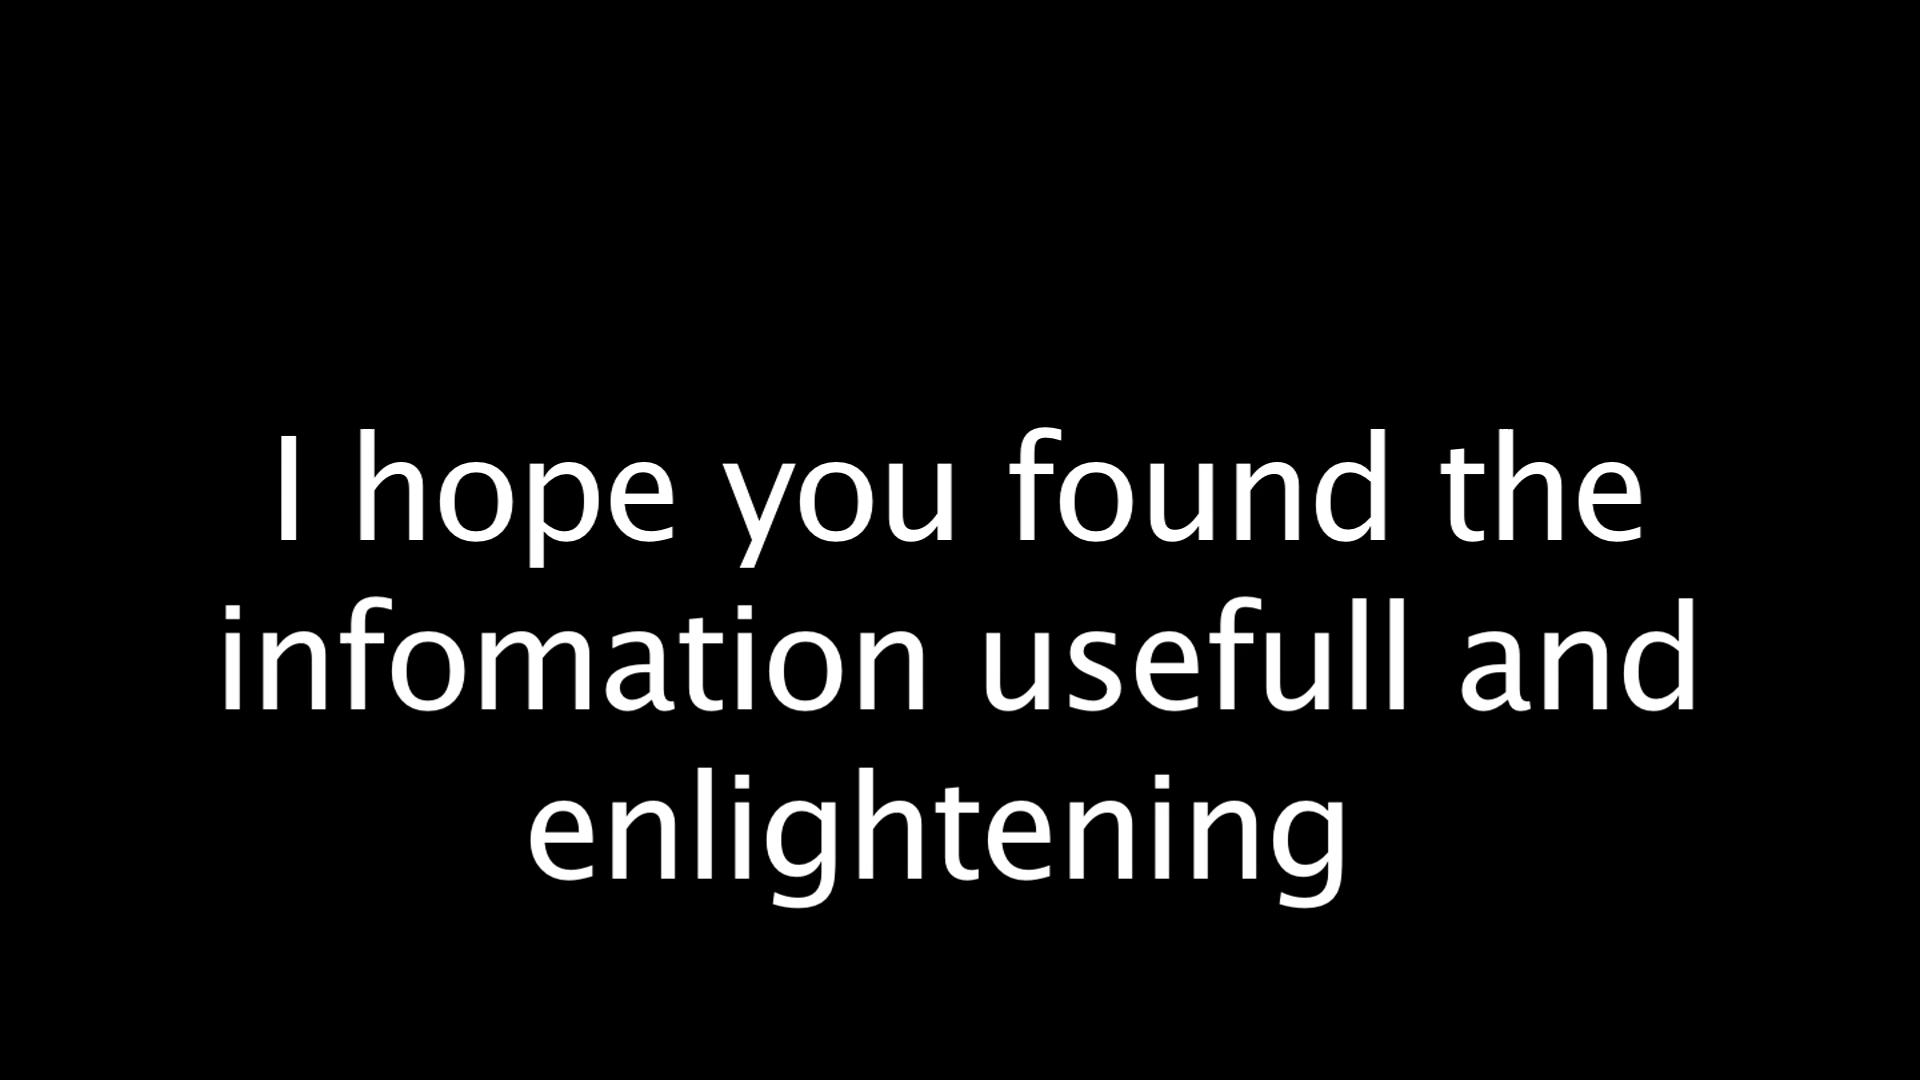 I hope you found the
infomation usefull and
enlightening